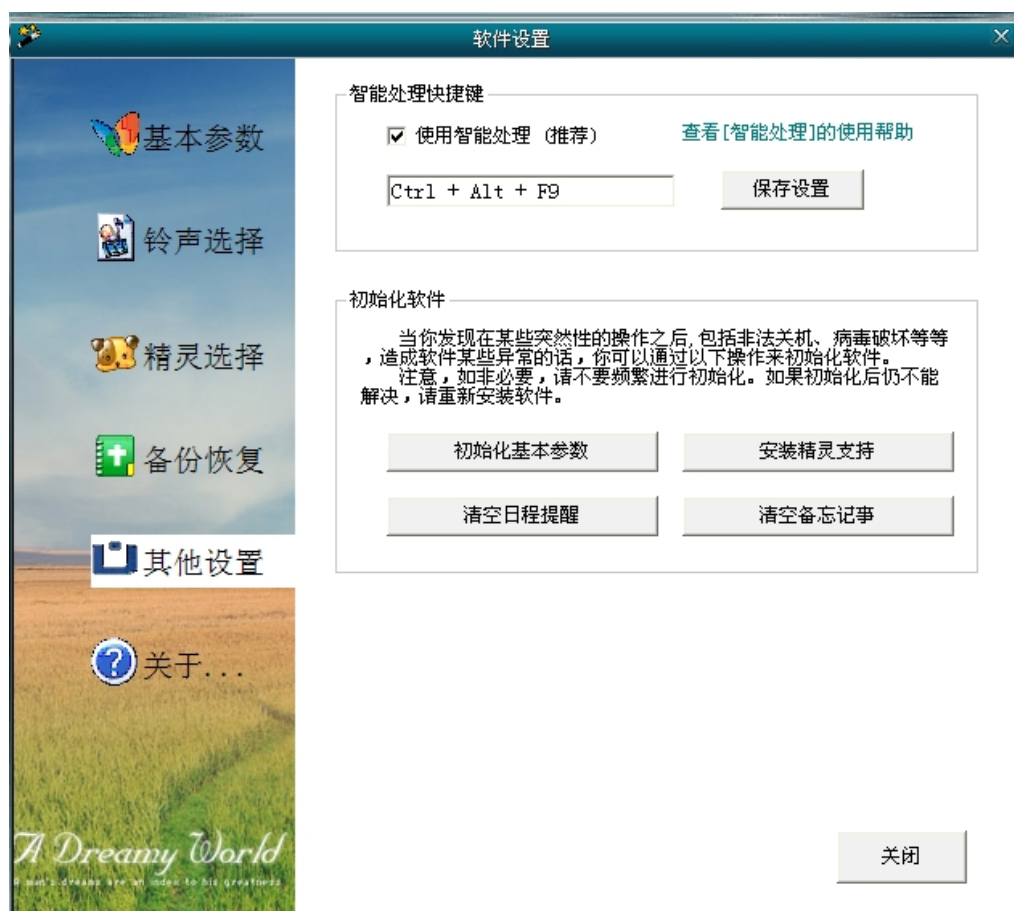 软件设置
基本参数
铃声选择
精灵选择
备份恢复
其他设置
关于...
A Dreamy World
A man's dreams are an index to his greatness
智能处理快捷键
使用智能处理 (推荐)
查看[智能处理]的使用帮助
Ctrl + Alt + F9
保存设置
初始化软件
当你发现在某些突然性的操作之后,包括非法关机、病毒破坏等等
，造成软件某些异常的话，你可以通过以下操作来初始化软件。
注意，如非必要，请不要频繁进行初始化。如果初始化后仍不能
解决，请重新安装软件。
初始化基本参数
安装精灵支持
清空日程提醒
清空备忘记事
关闭